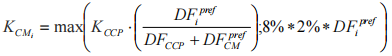 K_{CM_i} = max( K_{CCP} · ( DF_i^{pref} / (DF_{CCP} + DF_{CM}^{pref}) ) ; 8% * 2% * DF_i^{pref} )